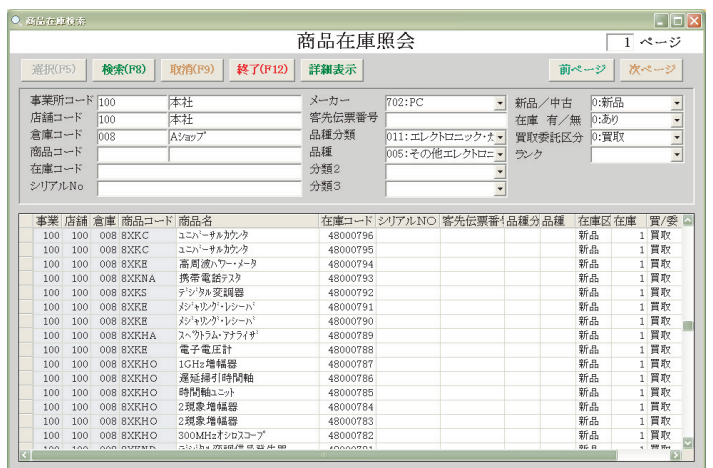 商品在庫検索
商品在庫照会 1 ページ
選択(F5) 検索(F8) 取消(F9) 終了(F12) 詳細表示 前ページ 次ページ
事業所コード 100 本社 メーカー 702:PC 新品／中古 0:新品
店舗コード 100 本社 客先伝票番号 在庫 有／無 0:あり
倉庫コード 008 Aショップ 品種分類 011:エレクトロニック・ナ 買取委託区分 0:買取
商品コード 品種 005:その他エレクトロニ ランク
在庫コード 分類2
シリアルNo 分類3
事業 店舗 倉庫 商品コード 商品名 在庫コード シリアルNO 客先伝票番 品種分 品種 在庫区 在庫 買/委
100 100 008 8XKC ユニバーサルカウンタ 48000796 新品 1 買取
100 100 008 8XKC ユニバーサルカウンタ 48000795 新品 1 買取
100 100 008 8XKE 高周波パワー・メータ 48000794 新品 1 買取
100 100 008 8XKNA 携帯電話テスタ 48000793 新品 1 買取
100 100 008 8XKS デジタル変調器 48000792 新品 1 買取
100 100 008 8XKE メジャリング・レシーバ 48000791 新品 1 買取
100 100 008 8XKE メジャリング・レシーバ 48000790 新品 1 買取
100 100 008 8XKHA スペクトラム・アナライザ 48000789 新品 1 買取
100 100 008 8XKE 電子電圧計 48000788 新品 1 買取
100 100 008 8XKHO 1GHz増幅器 48000787 新品 1 買取
100 100 008 8XKHO 遅延掃引時間軸 48000786 新品 1 買取
100 100 008 8XKHO 時間軸ユニット 48000785 新品 1 買取
100 100 008 8XKHO 2現象増幅器 48000784 新品 1 買取
100 100 008 8XKHO 2現象増幅器 48000783 新品 1 買取
100 100 008 8XKHO 300MHzオシロスコープ 48000782 新品 1 買取